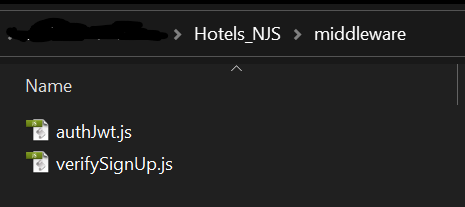 Hotels_NJS > middleware
Name
authJwt.js
verifySignUp.js